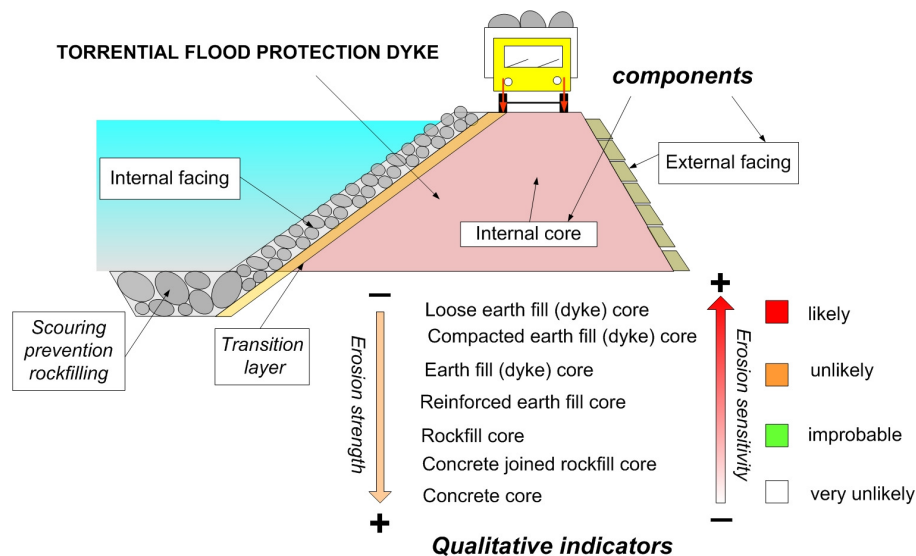 TORRENTIAL FLOOD PROTECTION DYKE
components
Internal facing
External facing
Internal core
Scouring
prevention
rockfilling
Transition
layer
−
+
Erosion strength
Loose earth fill (dyke) core
Compacted earth fill (dyke) core
Earth fill (dyke) core
Reinforced earth fill core
Rockfill core
Concrete joined rockfill core
Concrete core
+
−
Erosion sensitivity
likely
unlikely
improbable
very unlikely
Qualitative indicators